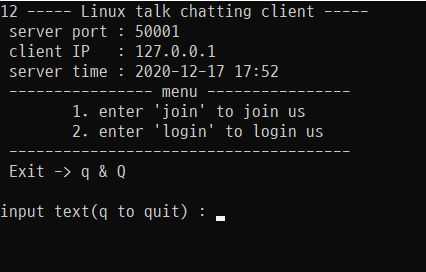 12 ----- Linux talk chatting client -----
server port : 50001
client IP   : 127.0.0.1
server time : 2020-12-17 17:52
---------------- menu ----------------
1. enter 'join' to join us
2. enter 'login' to login us
--------------------------------------
Exit -> q & Q
input text(q to quit) :